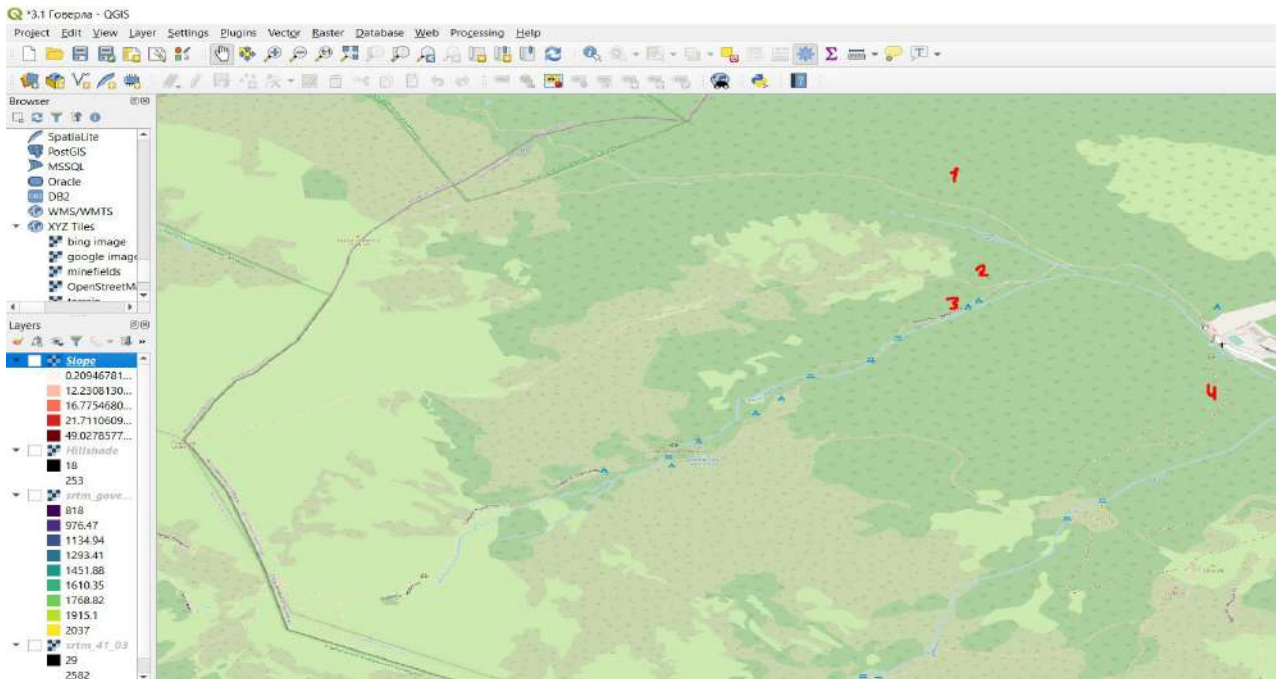 *3.1 Говерла - QGIS
Project Edit View Layer Settings Plugins Vector Raster Database Web Processing Help
Browser
SpatiaLite
PostGIS
MSSQL
Oracle
DB2
WMS/WMTS
XYZ Tiles
bing image
google image
minefields
OpenStreetM
Layers
Slope
0.20946781...
12.2308130...
16.7754680...
21.7110609...
49.0278577...
Hillshade
18
253
srtm_gove...
818
976.47
1134.94
1293.41
1451.88
1610.35
1768.82
1915.1
2037
srtm_41_03
29
2582
1
2
3
4